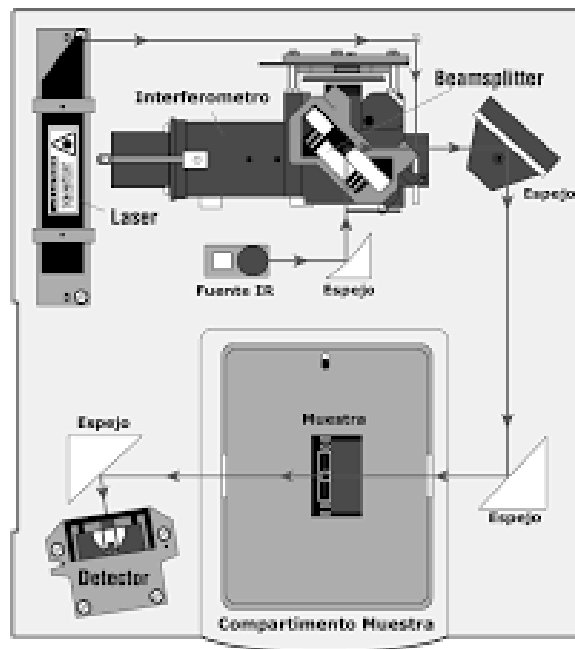 Beamsplitter
Interferometro
Espejo
Laser
Fuente IR
Espejo
Espejo
Muestra
Espejo
Detector
Compartimento Muestra